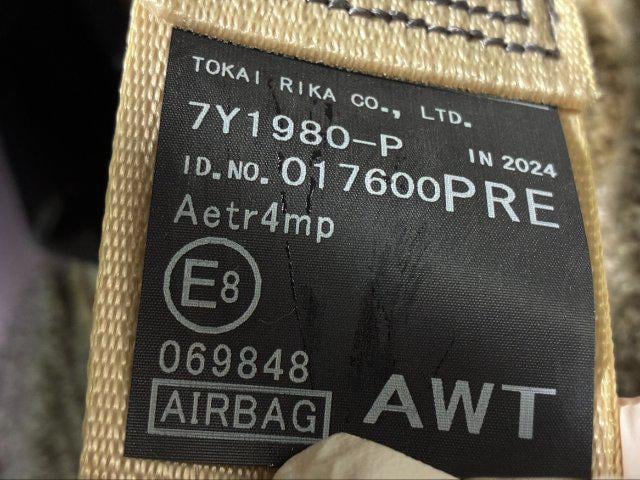 TOKAI RIKA CO., LTD.
7Y1980-P IN 2024
ID.NO. 017600PRE
Aetr4mp
E8
069848
AIRBAG AWT